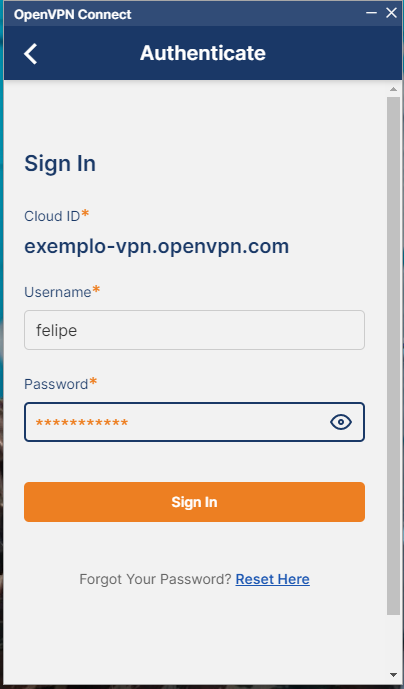 OpenVPN Connect
Authenticate
Sign In
Cloud ID*
exemplo-vpn.openvpn.com
Username*
felipe
Password*
***********
Sign In
Forgot Your Password? Reset Here